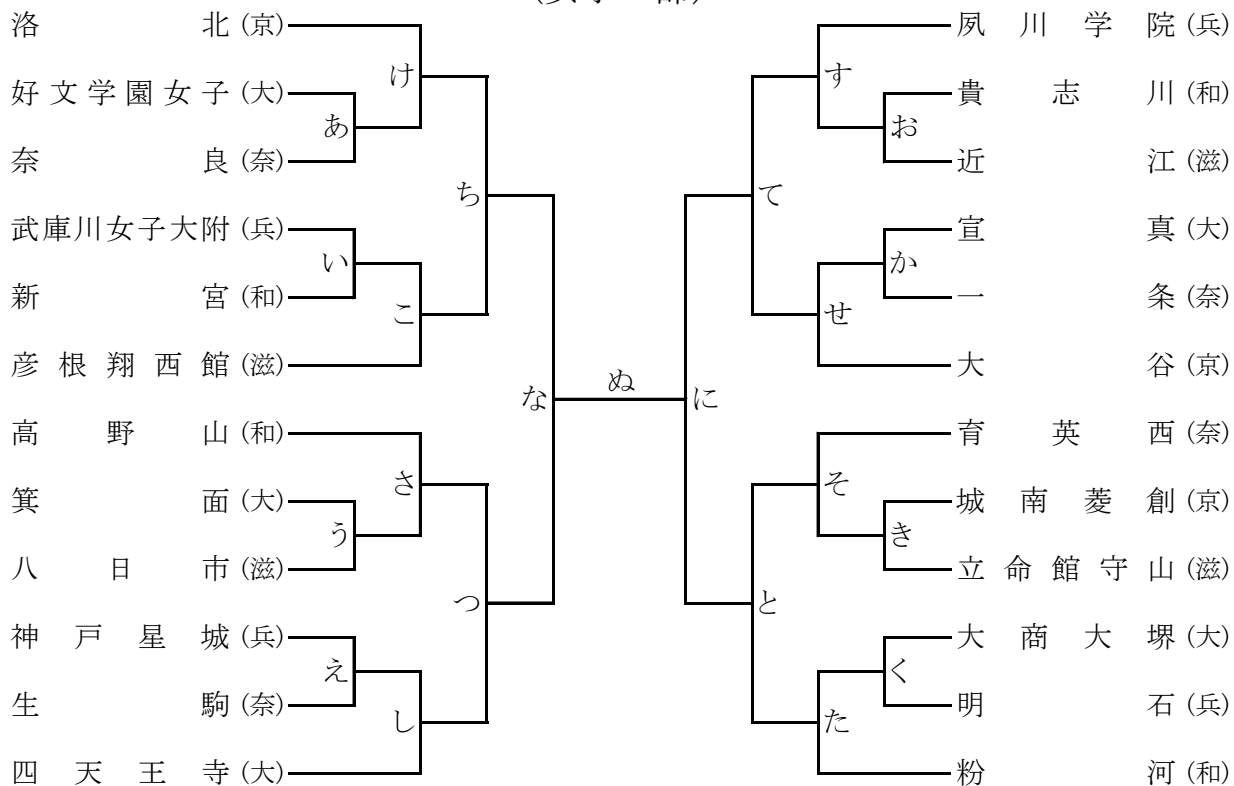 洛北(京)
好文学園女子(大)
奈良(奈)
武庫川女子大附(兵)
新宮(和)
彦根翔西館(滋)
高野山(和)
箕面(大)
八日市(滋)
神戸星城(兵)
生駒(奈)
四天王寺(大)
け
あ
ち
い
こ
な
さ
う
つ
え
し
ぬ
に
す
お
て
か
せ
そ
き
と
く
た
夙川学院(兵)
貴志川(和)
近江(滋)
宣真(大)
一条(奈)
大谷(京)
育英西(奈)
城南菱創(京)
立命館守山(滋)
大商大堺(大)
明石(兵)
粉河(和)